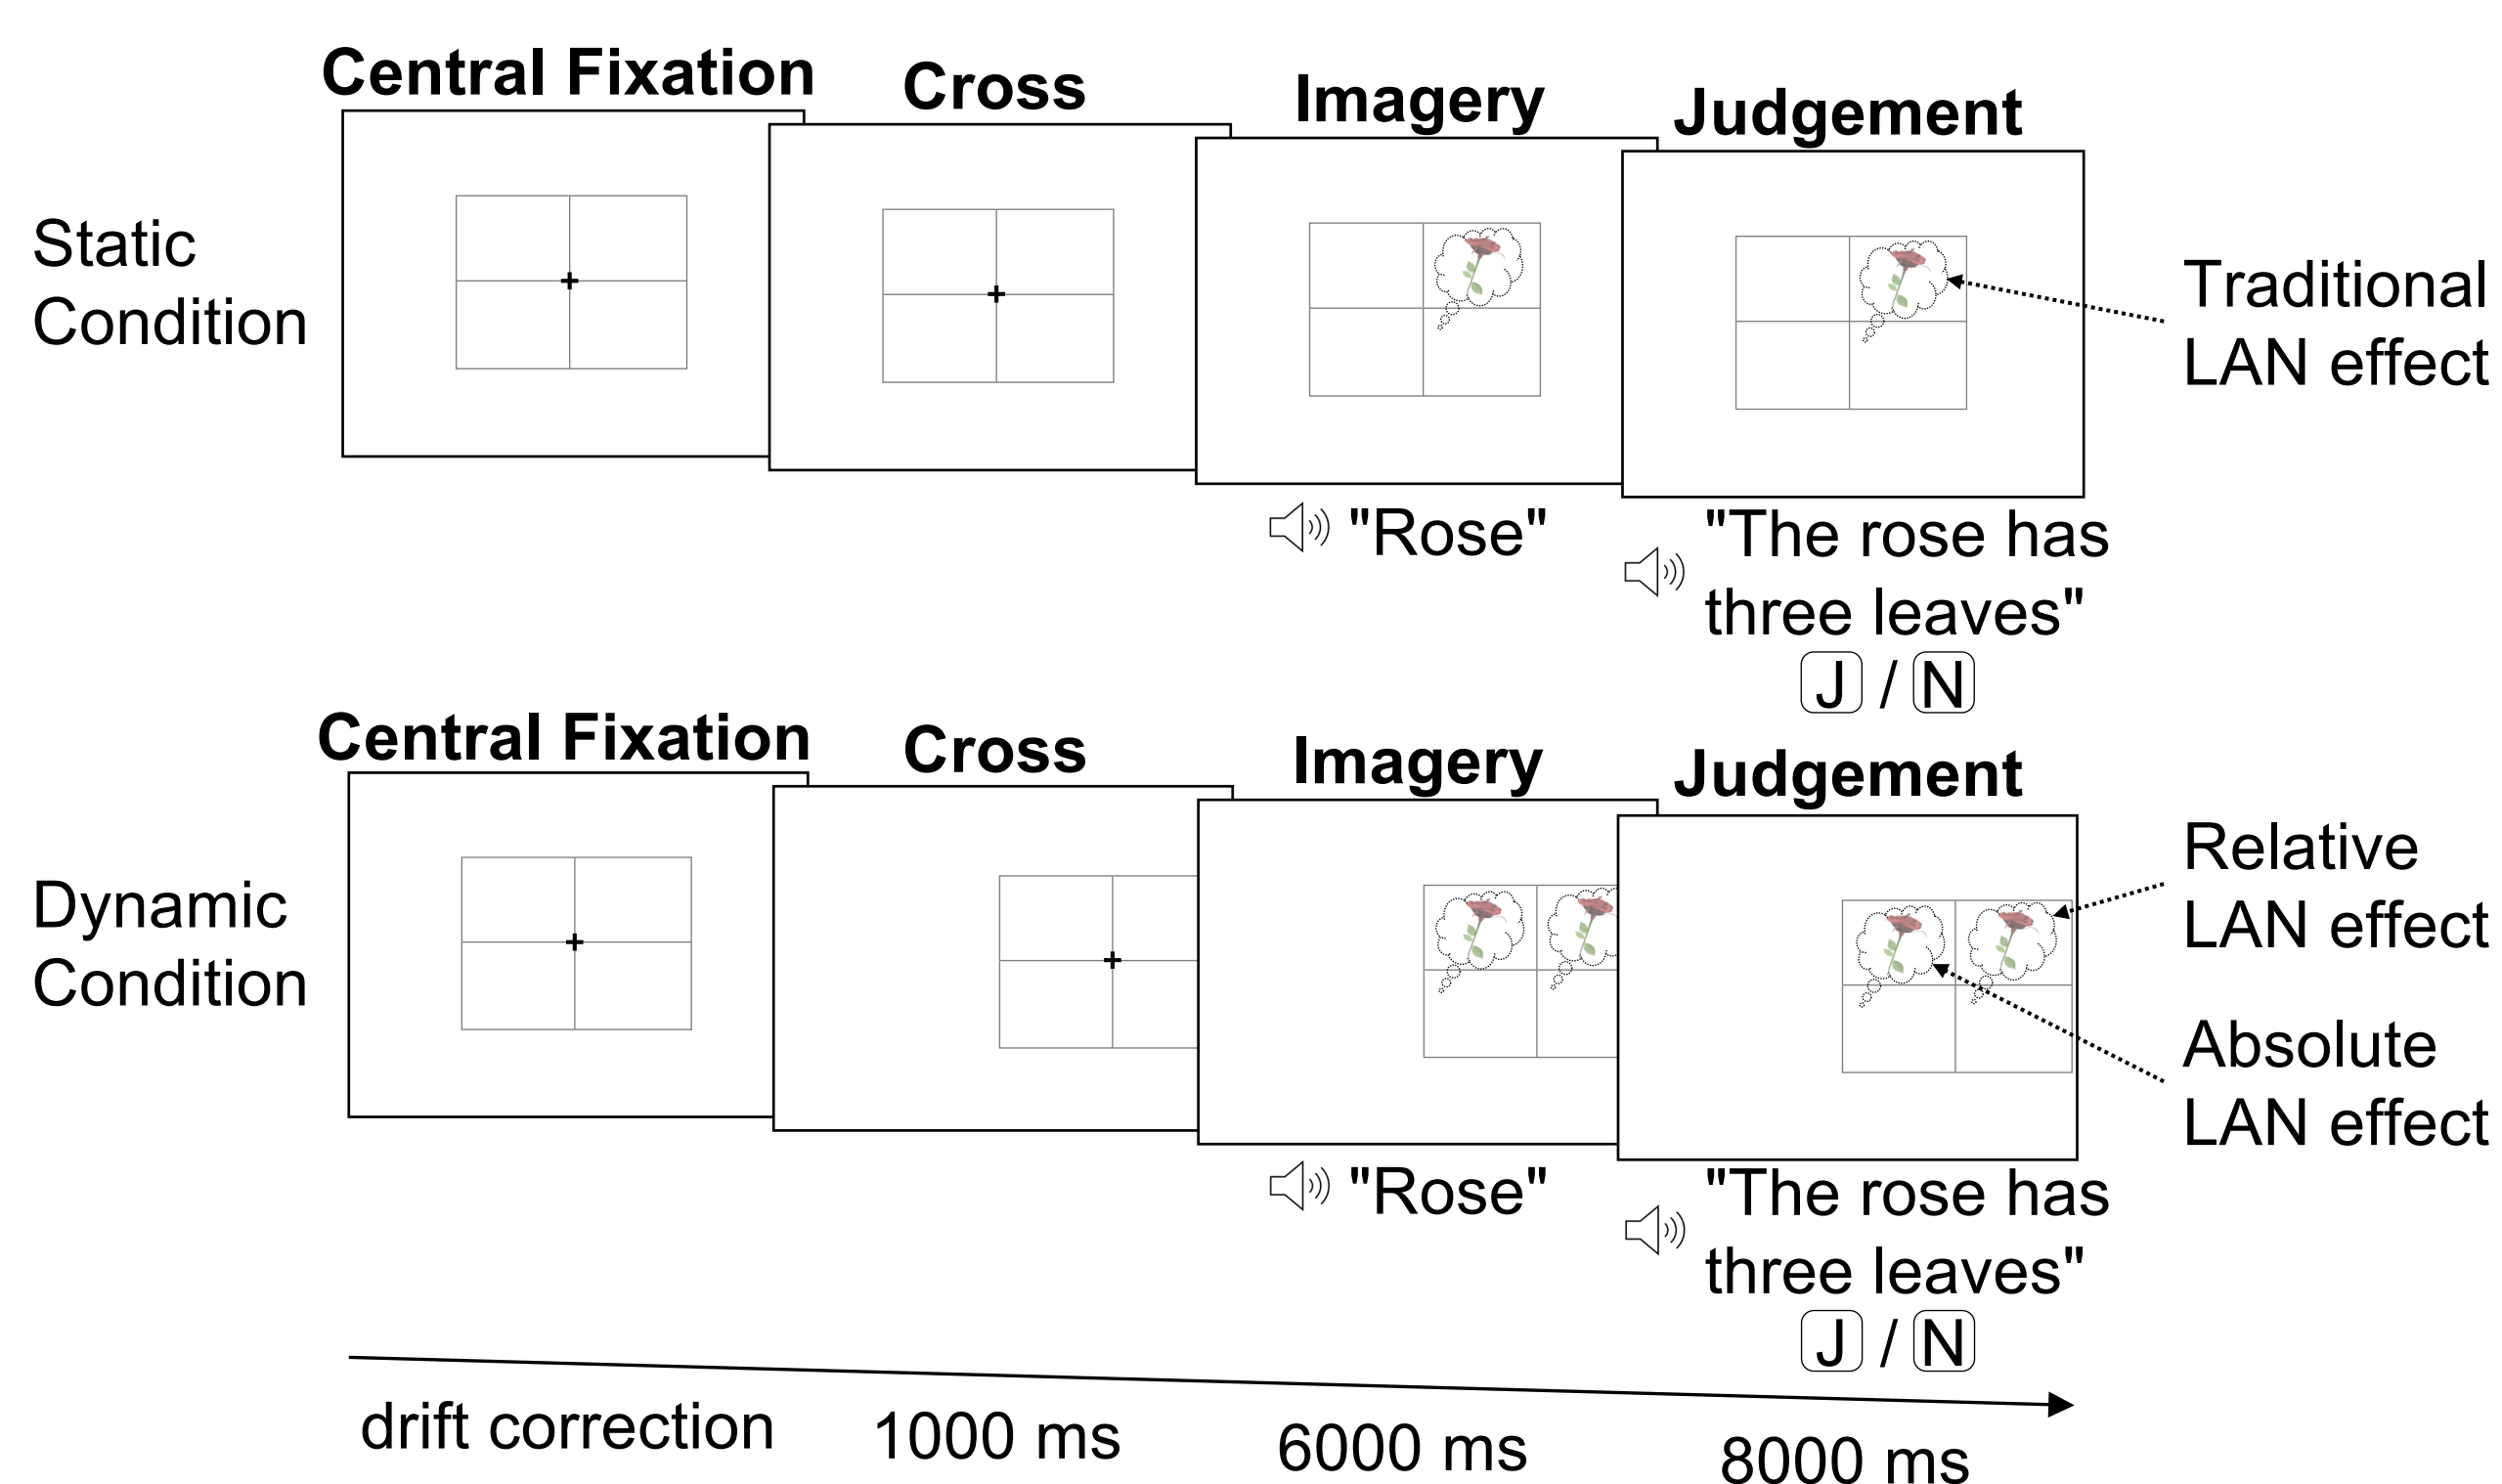 Central Fixation
Cross
Imagery
Judgement
Static
Condition
Traditional
LAN effect
"Rose"
"The rose has
three leaves"
J / N
Central Fixation
Cross
Imagery
Judgement
Dynamic
Condition
Relative
LAN effect
Absolute
LAN effect
"Rose"
"The rose has
three leaves"
J / N
drift correction
1000 ms
6000 ms
8000 ms